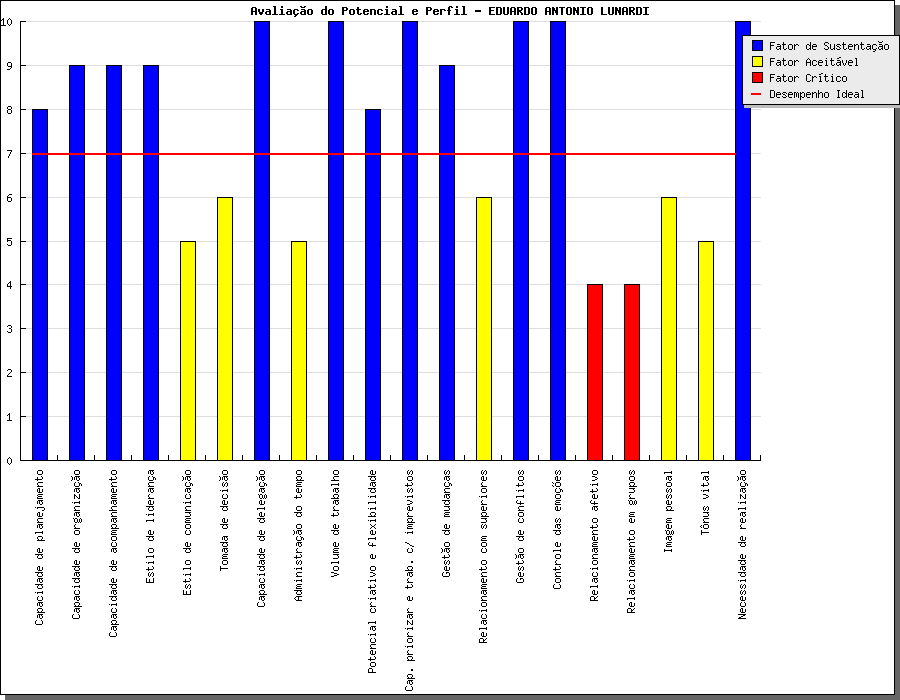 Avaliação do Potencial e Perfil - EDUARDO ANTONIO LUNARDI
10
9
8
7
6
5
4
3
2
1
0
Fator de Sustentação
Fator Aceitável
Fator Crítico
Desempenho Ideal
Capacidade de planejamento
Capacidade de organização
Capacidade de acompanhamento
Estilo de liderança
Estilo de comunicação
Tomada de decisão
Capacidade de delegação
Administração do tempo
Volume de trabalho
Potencial criativo e flexibilidade
Cap. priorizar e trab. c/ imprevistos
Gestão de mudanças
Relacionamento com superiores
Gestão de conflitos
Controle das emoções
Relacionamento afetivo
Relacionamento em grupos
Imagem pessoal
Tônus vital
Necessidade de realização